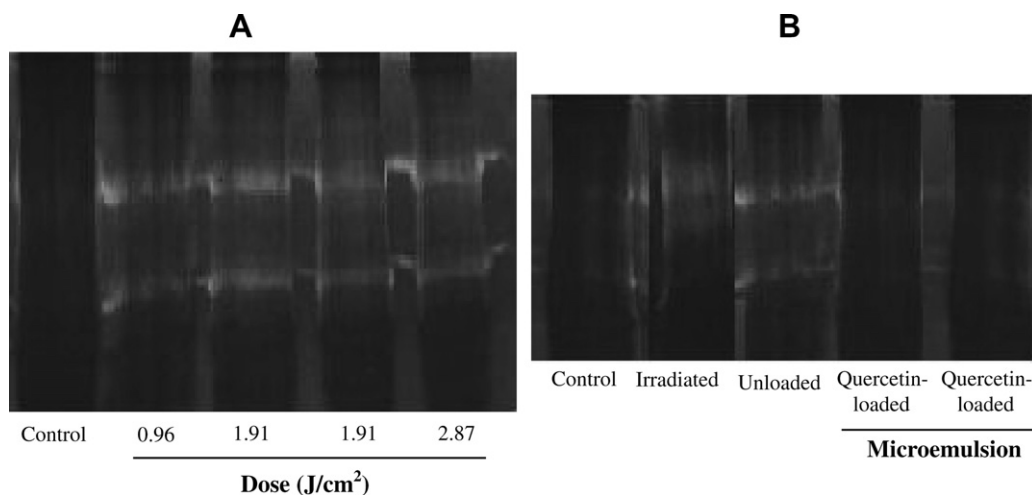 A
B
Control 0.96 1.91 1.91 2.87
Dose (J/cm²)
Control Irradiated Unloaded Quercetin-loaded Quercetin-loaded
Microemulsion